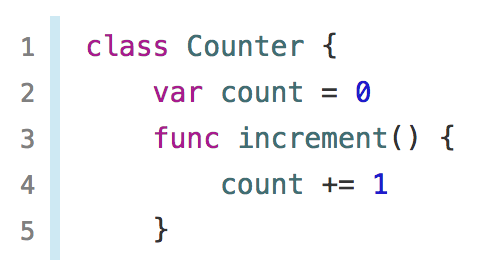 1 class Counter {
2     var count = 0
3     func increment() {
4         count += 1
5     }